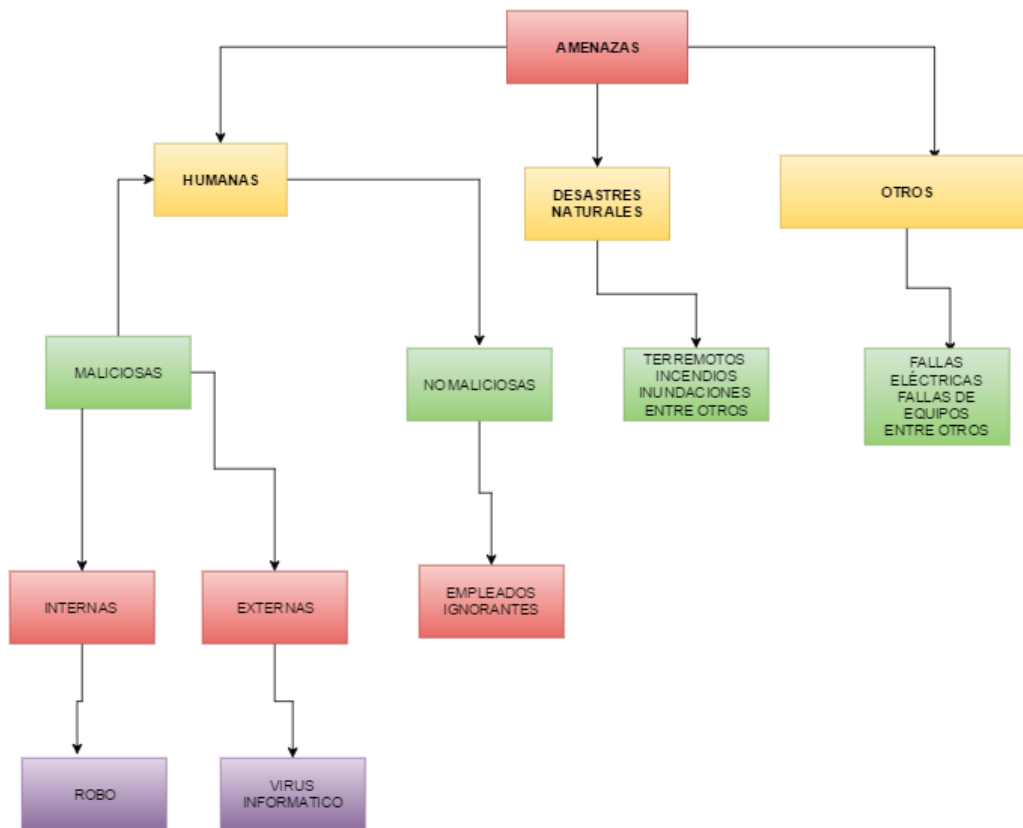 AMENAZAS
HUMANAS
DESASTRES
NATURALES
OTROS
MALICIOSAS
NO MALICIOSAS
TERREMOTOS
INCENDIOS
INUNDACIONES
ENTRE OTROS
FALLAS
ELÉCTRICAS
FALLAS DE
EQUIPOS
ENTRE OTROS
INTERNAS
EXTERNAS
EMPLEADOS
IGNORANTES
ROBO
VIRUS
INFORMATICO